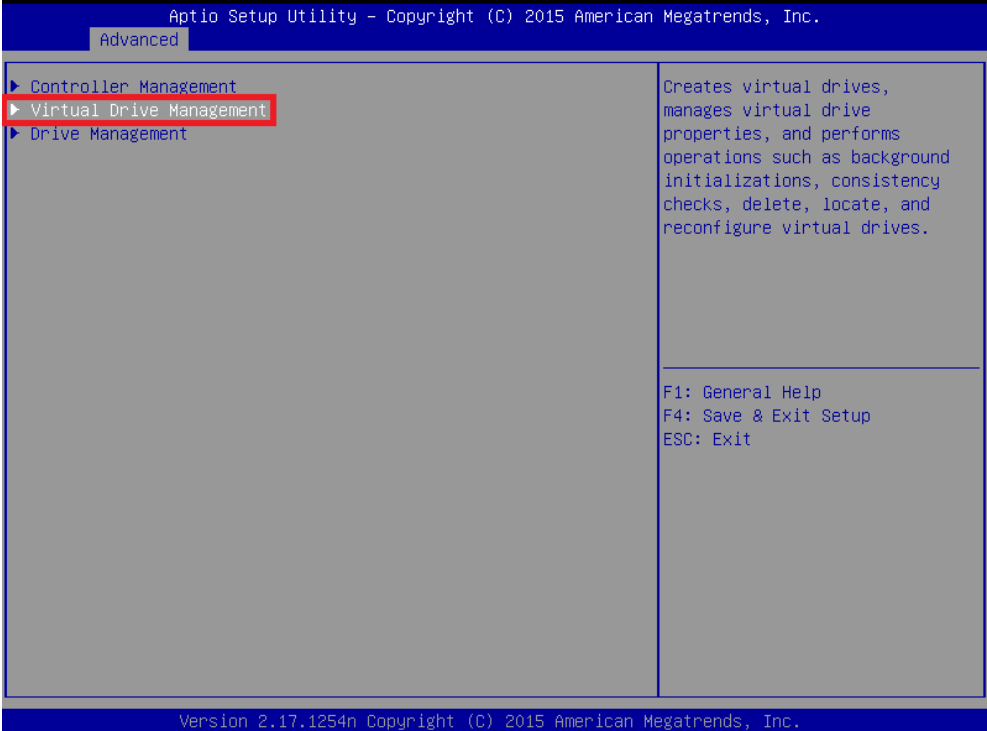 Aptio Setup Utility – Copyright (C) 2015 American Megatrends, Inc.
Advanced
Controller Management
Virtual Drive Management
Drive Management
Creates virtual drives,
manages virtual drive
properties, and performs
operations such as background
initializations, consistency
checks, delete, locate, and
reconfigure virtual drives.
F1: General Help
F4: Save & Exit Setup
ESC: Exit
Version 2.17.1254n Copyright (C) 2015 American Megatrends, Inc.